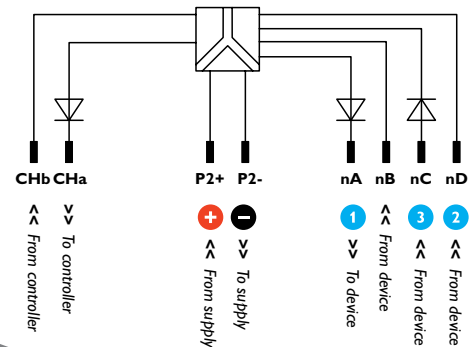 CHb CHa P2+ P2- nA nB nC nD
+ − 1 3 2
<< From controller
>> To controller
<< From supply
>> To supply
>> To device
<< From device
<< From device
<< From device